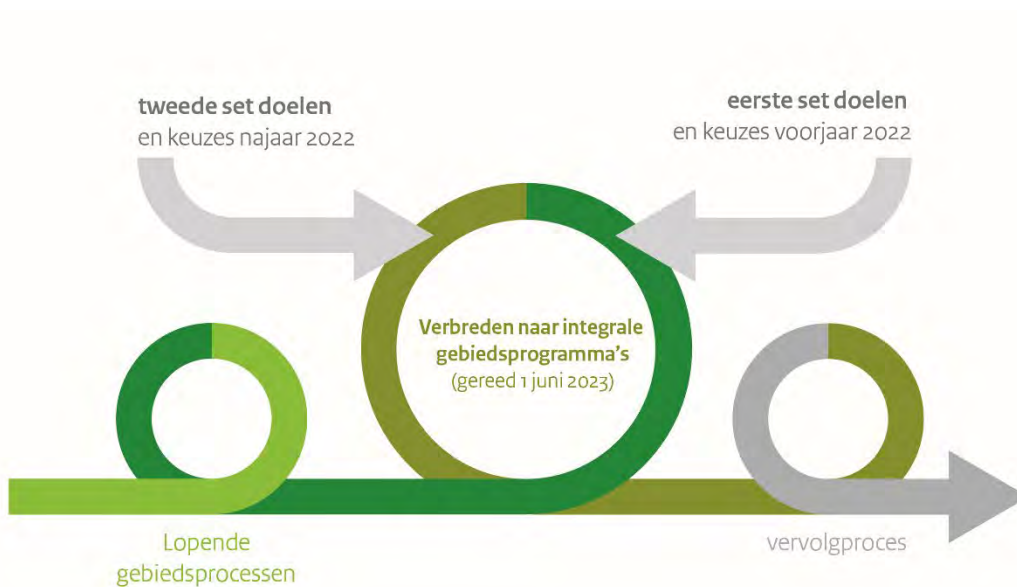 tweede set doelen
en keuzes najaar 2022
eerste set doelen
en keuzes voorjaar 2022
Verbreden naar integrale
gebiedsprogramma's
(gereed 1 juni 2023)
Lopende
gebiedsprocessen
vervolgproces